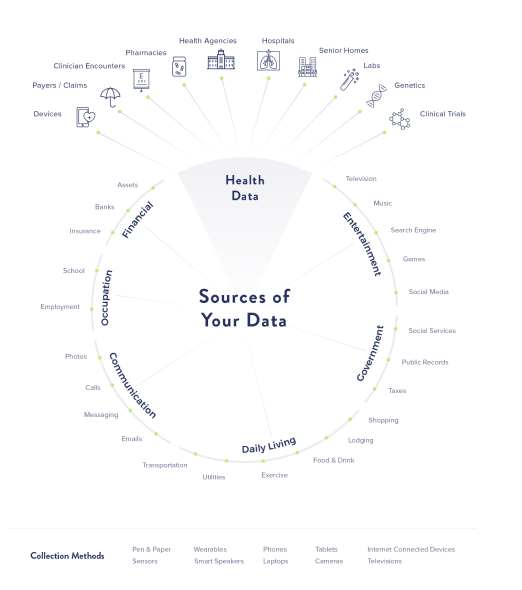 Health Agencies
Hospitals
Pharmacies
Senior Homes
Clinician Encounters
Labs
Payers / Claims
Genetics
Devices
Clinical Trials
Health
Data
Sources of
Your Data
Financial
Assets
Banks
Insurance
Occupation
School
Employment
Communication
Photos
Calls
Messaging
Emails
Daily Living
Transportation
Utilities
Exercise
Food & Drink
Lodging
Shopping
Government
Taxes
Public Records
Social Services
Entertainment
Social Media
Games
Search Engine
Music
Television
Collection Methods
Pen & Paper
Sensors
Wearables
Smart Speakers
Phones
Laptops
Tablets
Cameras
Internet Connected Devices
Televisions